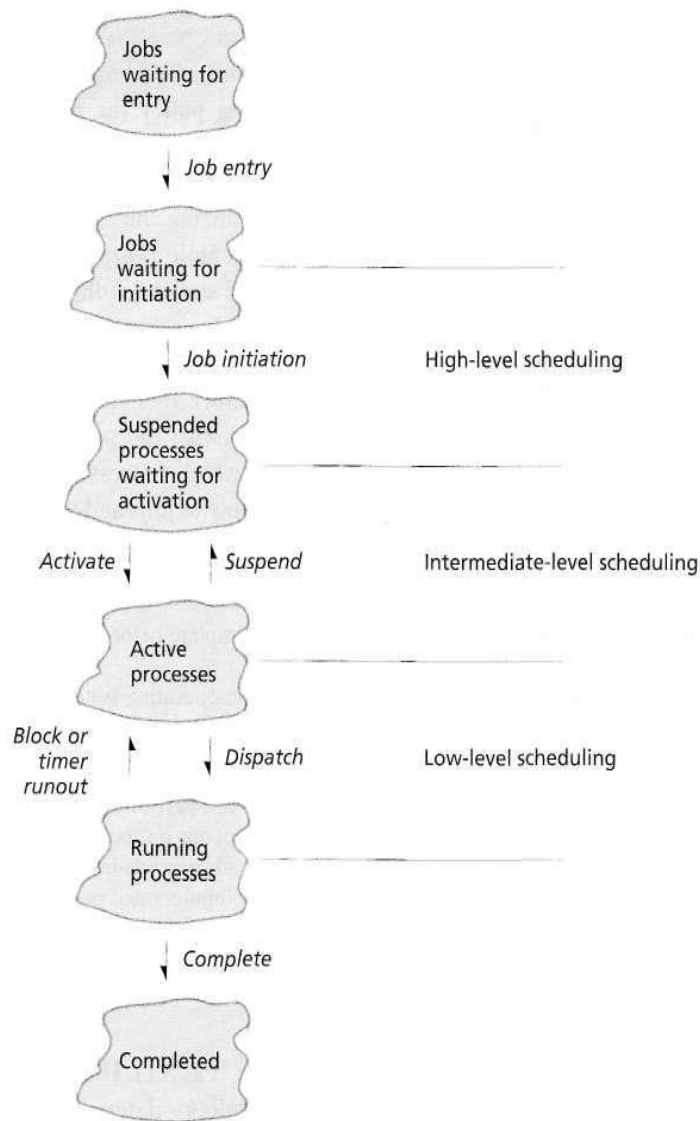 Jobs
waiting for
entry
Job entry
Jobs
waiting for
initiation
Job initiation
High-level scheduling
Suspended
processes
waiting for
activation
Activate
Suspend
Intermediate-level scheduling
Active
processes
Block or
timer
runout
Dispatch
Low-level scheduling
Running
processes
Complete
Completed